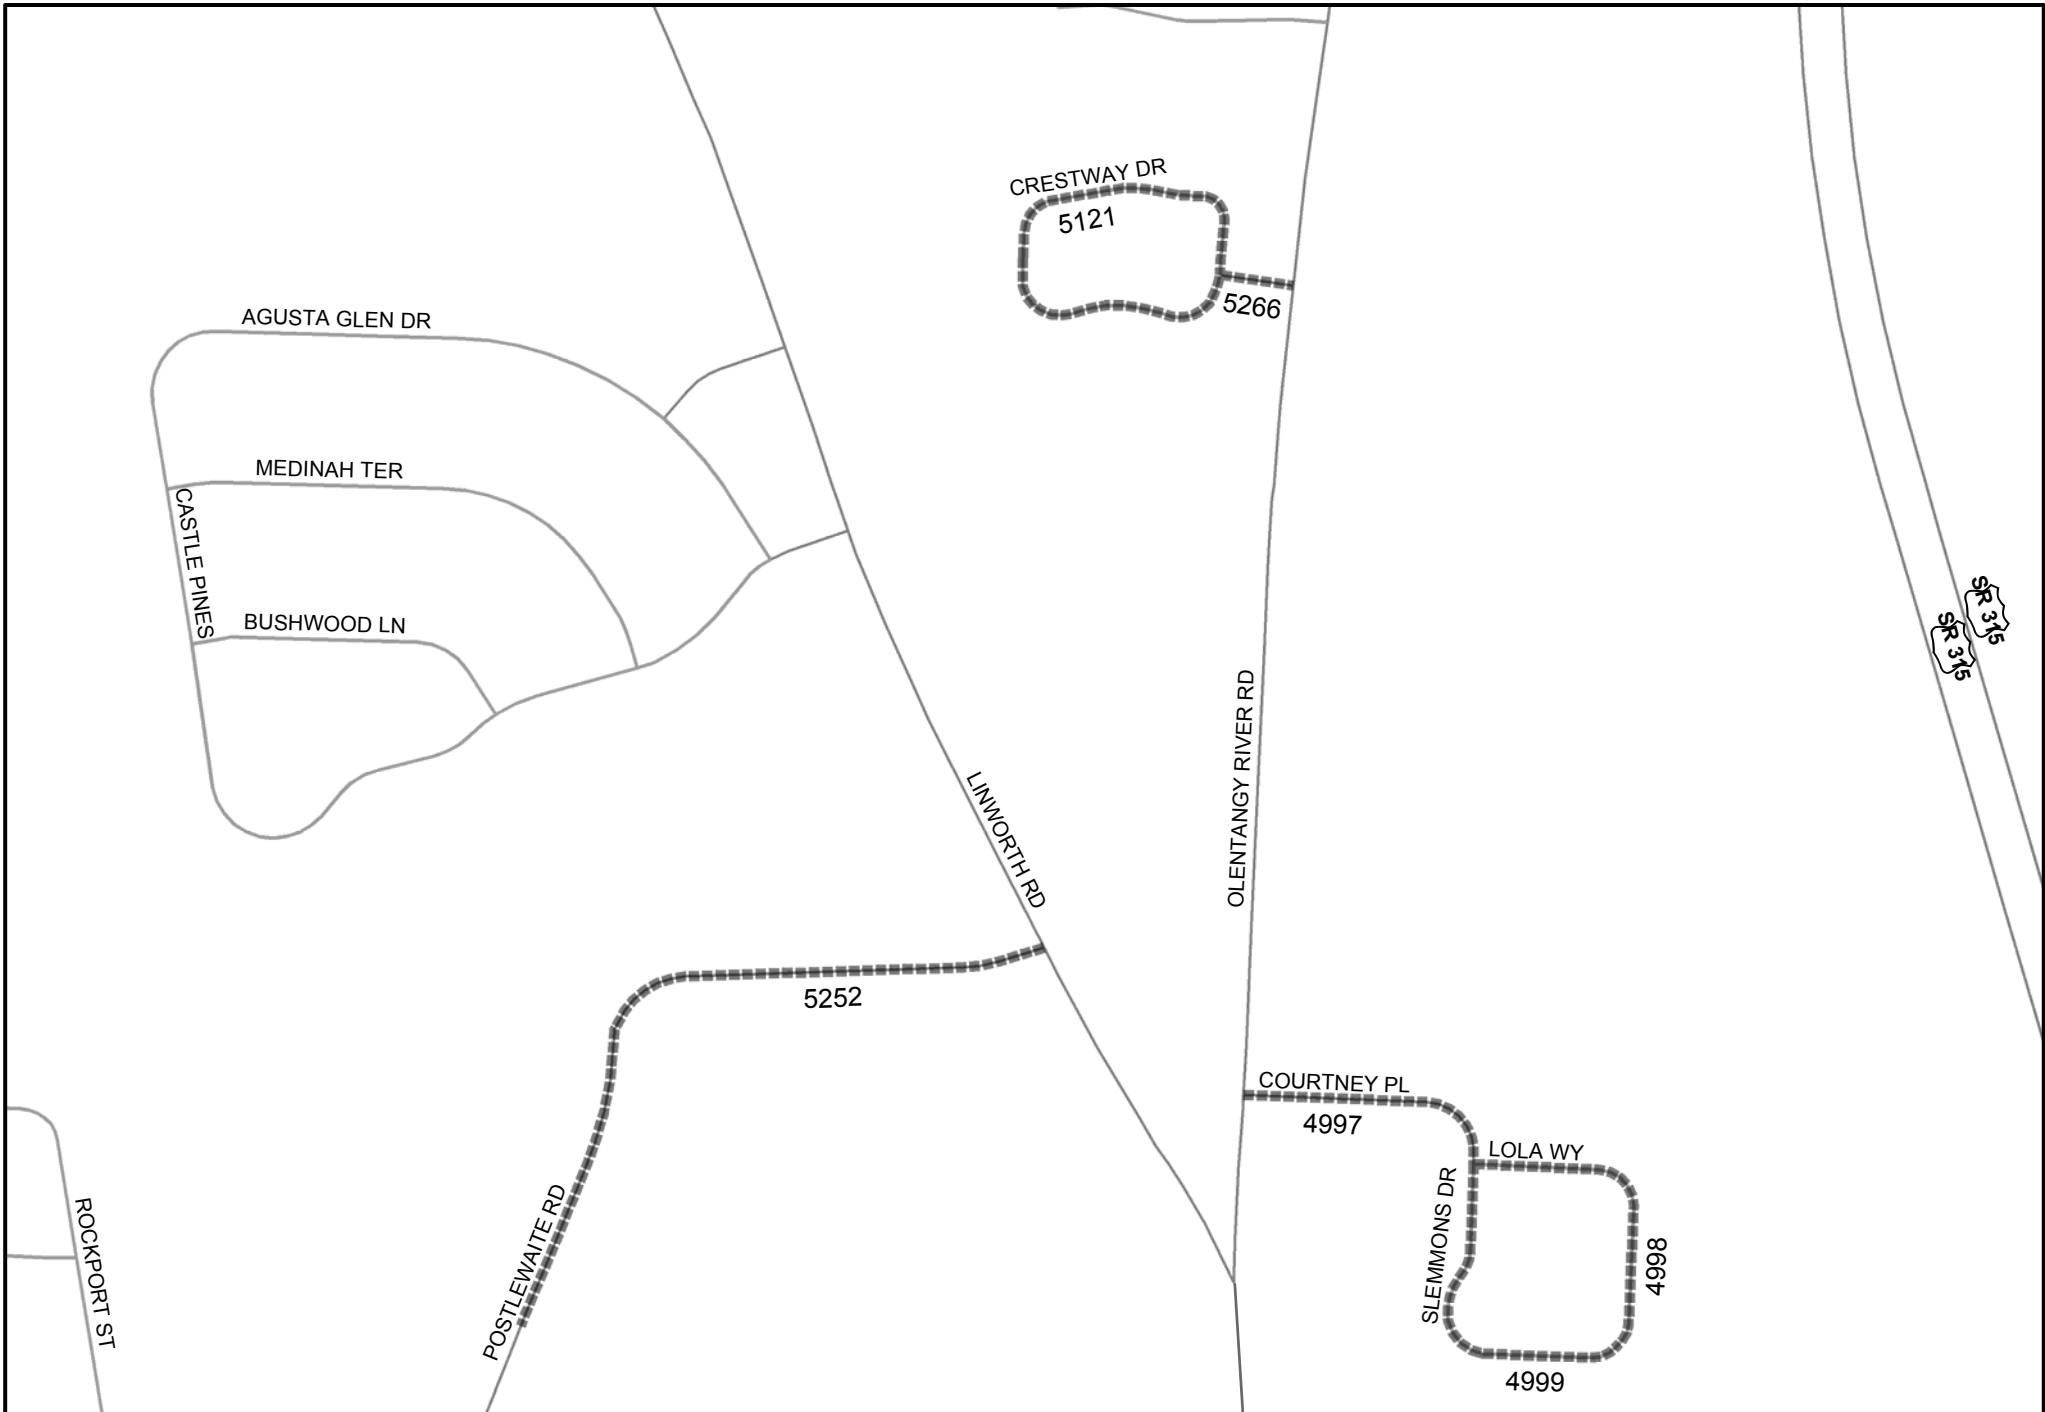 CRESTWAY DR
5121
5266
AGUSTA GLEN DR
MEDINAH TER
CASTLE PINES
BUSHWOOD LN
SR 315
SR 315
OLENTANGY RIVER RD
LINWORTH RD
5252
COURTNEY PL
4997
LOLA WY
SLEMMONS DR
4998
4999
POSTLEWAITE RD
ROCKPORT ST